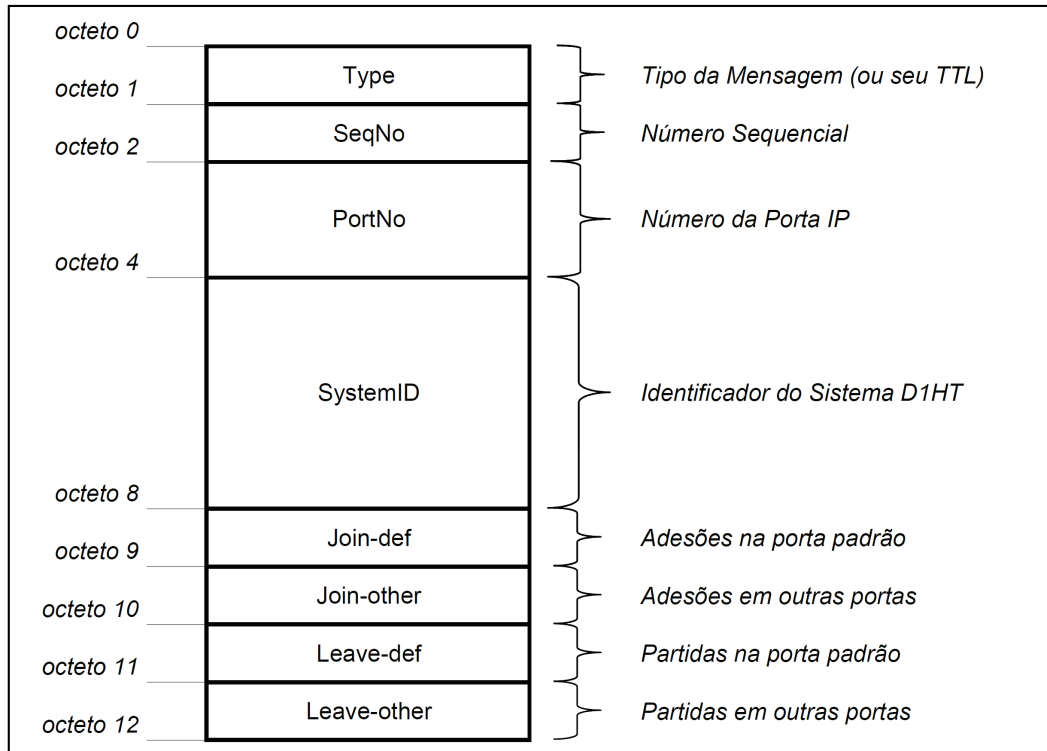 octeto 0
Type
Tipo da Mensagem (ou seu TTL)
octeto 1
SeqNo
Número Sequencial
octeto 2
PortNo
Número da Porta IP
octeto 4
SystemID
Identificador do Sistema D1HT
octeto 8
Join-def
Adesões na porta padrão
octeto 9
Join-other
Adesões em outras portas
octeto 10
Leave-def
Partidas na porta padrão
octeto 11
Leave-other
Partidas em outras portas
octeto 12